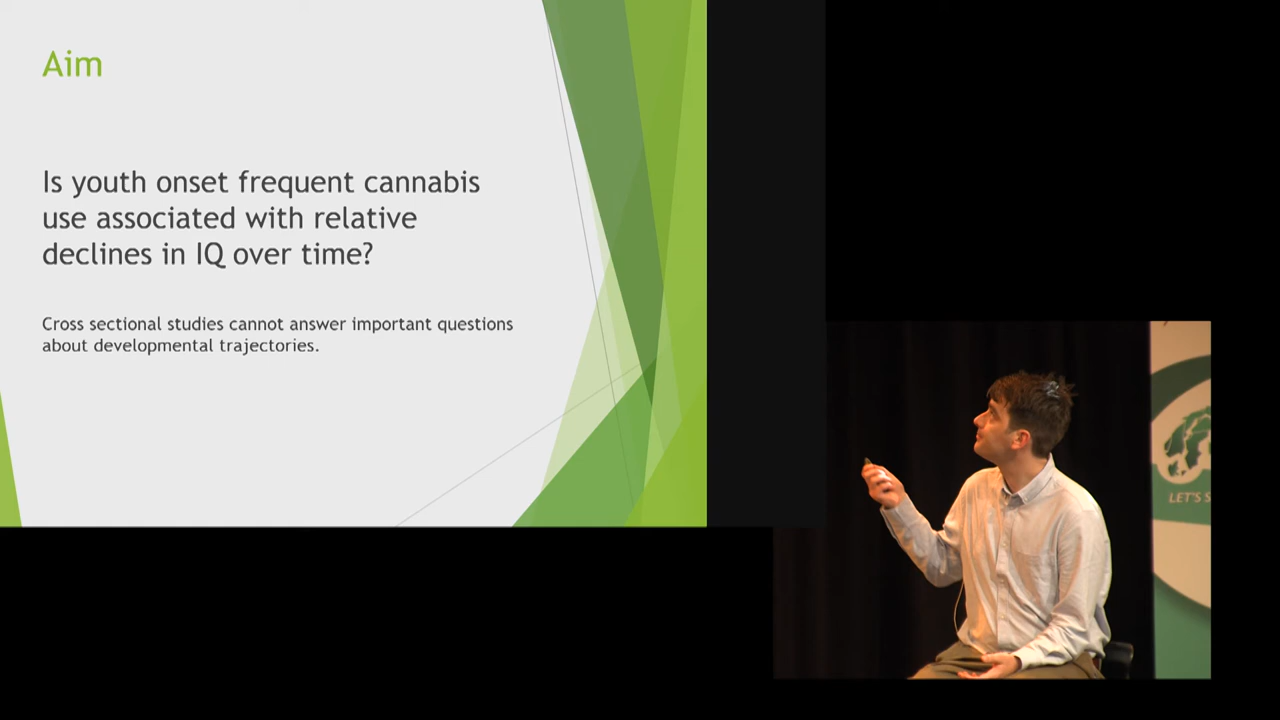 Aim
Is youth onset frequent cannabis
use associated with relative
declines in IQ over time?
Cross sectional studies cannot answer important questions
about developmental trajectories.
LET'S